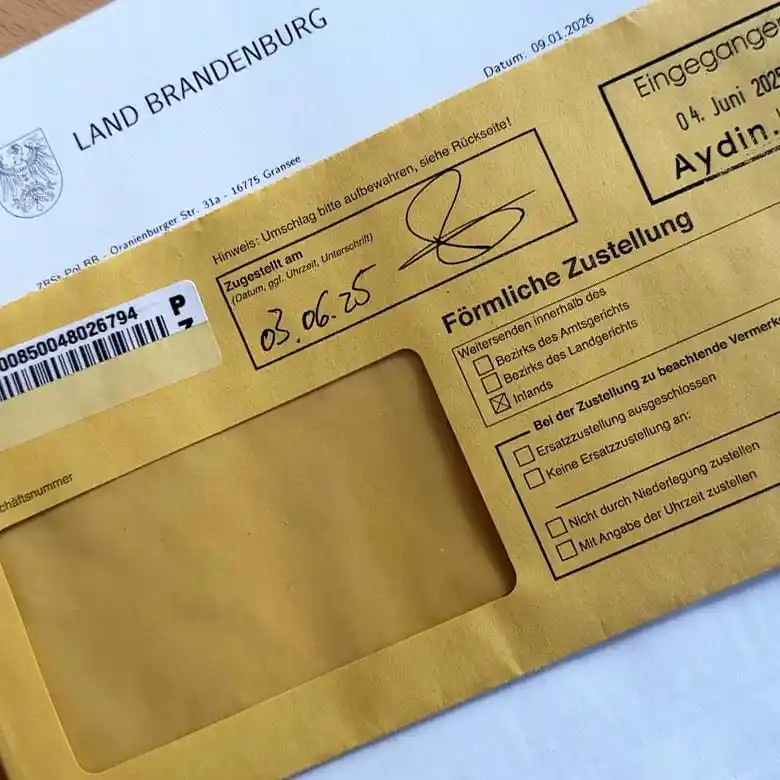 LAND BRANDENBURG
Datum: 09.01.2026
ZBSt Pol BB - Oranienburger Str. 31a - 16775 Gransee
Eingegangen
04. Juni 2025
Aydin
Hinweis: Umschlag bitte aufbewahren, siehe Rückseite!
Zugestellt am
(Datum, ggf. Uhrzeit, Unterschrift)
03.06.25
00850048026794
P
Z
Förmliche Zustellung
Weitersenden innerhalb des
Bezirks des Amtsgerichts
Bezirks des Landgerichts
Inlands
Bei der Zustellung zu beachtende Vermerke
Ersatzzustellung ausgeschlossen
Keine Ersatzzustellung an:
Nicht durch Niederlegung zustellen
Mit Angabe der Uhrzeit zustellen
chäftsnummer